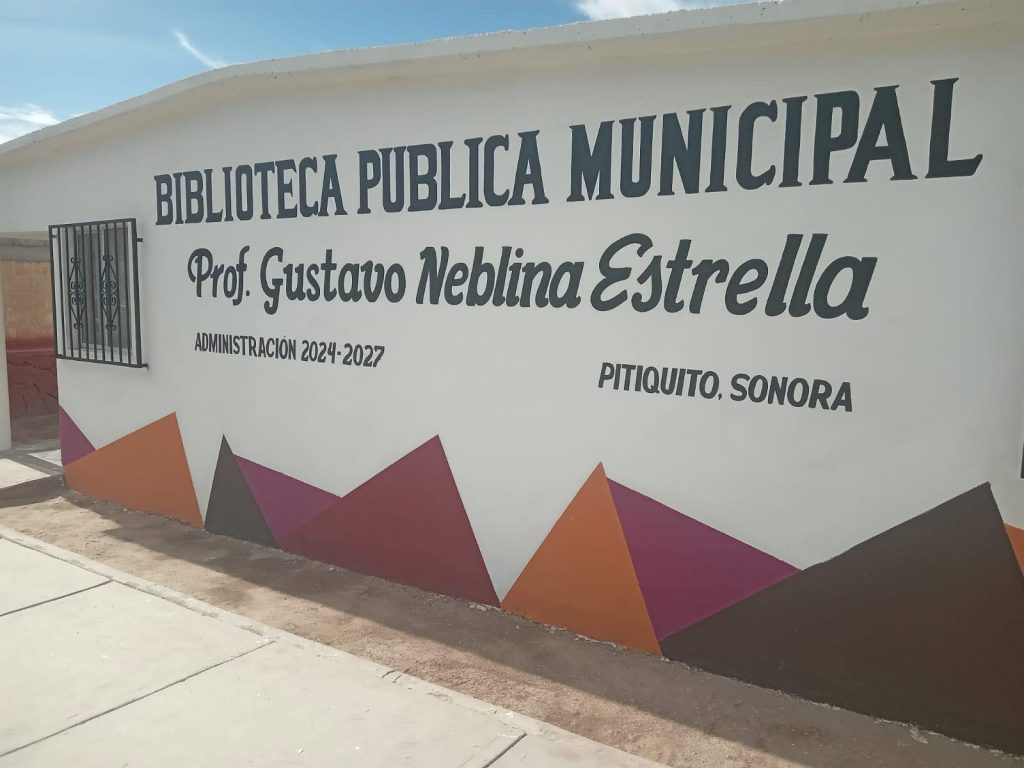 BIBLIOTECA PUBLICA MUNICIPAL
Prof. Gustavo Neblina Estrella
ADMINISTRACIÓN 2024-2027
PITIQUITO, SONORA